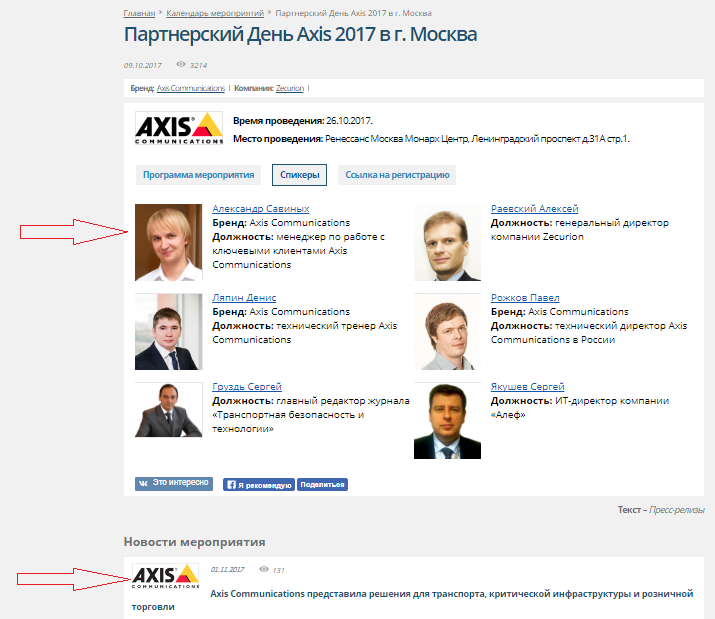 Главная > Календарь мероприятий > Партнерский День Axis 2017 в г. Москва
Партнерский День Axis 2017 в г. Москва
09.10.2017 3214
Бренд: Axis Communications | Компания: Zecurion |
AXIS
COMMUNICATIONS
Время проведения: 26.10.2017.
Место проведения: Ренессанс Москва Монарх Центр, Ленинградский проспект д.31А стр.1.
Программа мероприятия Спикеры Ссылка на регистрацию
Александр Савиных
Бренд: Axis Communications
Должность: менеджер по работе с
ключевыми клиентами Axis
Communications
Раевский Алексей
Должность: генеральный директор
компании Zecurion
Ляпин Денис
Бренд: Axis Communications
Должность: технический тренер Axis
Communications
Рожков Павел
Бренд: Axis Communications
Должность: технический директор Axis
Communications в России
Груздь Сергей
Должность: главный редактор журнала
«Транспортная безопасность и
технологии»
Якушев Сергей
Должность: ИТ-директор компании
«Алеф»
Это интересно Я рекомендую Поделиться
Текст – Пресс-релизы
Новости мероприятия
AXIS
COMMUNICATIONS
01.11.2017 131
Axis Communications представила решения для транспорта, критической инфраструктуры и розничной
торговли